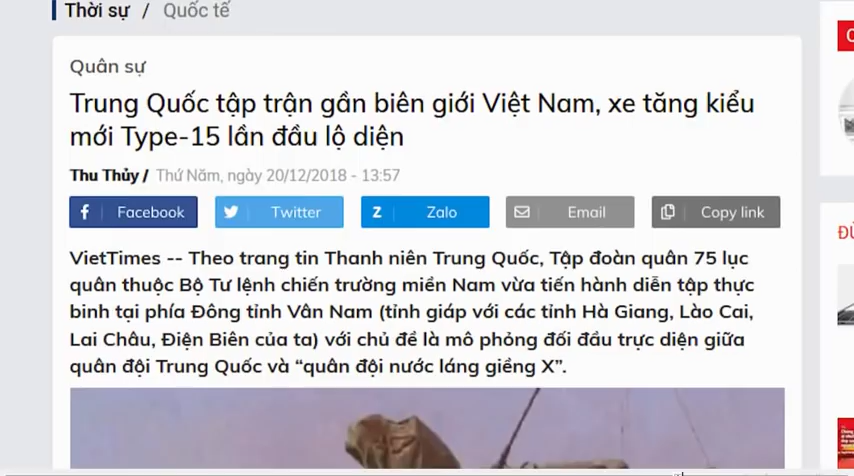 Thời sự / Quốc tế
Quân sự
Trung Quốc tập trận gần biên giới Việt Nam, xe tăng kiểu
mới Type-15 lần đầu lộ diện
Thu Thủy / Thứ Năm, ngày 20/12/2018 - 13:57
Facebook Twitter Zalo Email Copy link
VietTimes -- Theo trang tin Thanh niên Trung Quốc, Tập đoàn quân 75 lục
quân thuộc Bộ Tư lệnh chiến trường miền Nam vừa tiến hành diễn tập thực
binh tại phía Đông tỉnh Vân Nam (tỉnh giáp với các tỉnh Hà Giang, Lào Cai,
Lai Châu, Điện Biên của ta) với chủ đề là mô phỏng đối đầu trực diện giữa
quân đội Trung Quốc và “quân đội nước láng giềng X”.